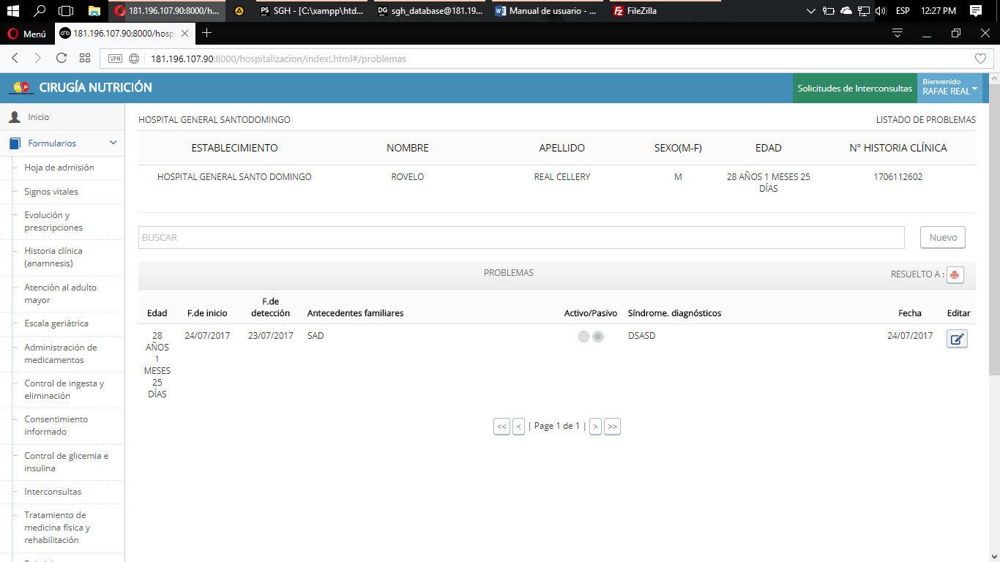 SGH - [C:\xampp\htd...
sgh_database@181.19...
Manual de usuario - ...
FileZilla
181.196.107.90:8000/h...
ESP
12:27 PM
Menú
181.196.107.90:8000/hospi
VPN
181.196.107.90:8000/hospitalizacion/index!.html#/problemas
CIRUGÍA NUTRICIÓN
Solicitudes de Interconsultas
Bienvenido
RAFAE REAL
Inicio
Formularios
Hoja de admisión
Signos vitales
Evolución y
prescripciones
Historia clínica
(anamnesis)
Atención al adulto
mayor
Escala geriátrica
Administración de
medicamentos
Control de ingesta y
eliminación
Consentimiento
informado
Control de glicemia e
insulina
Interconsultas
Tratamiento de
medicina física y
rehabilitación
HOSPITAL GENERAL SANTODOMINGO
LISTADO DE PROBLEMAS
ESTABLECIMIENTO NOMBRE APELLIDO SEXO(M-F) EDAD N° HISTORIA CLÍNICA
HOSPITAL GENERAL SANTO DOMINGO ROVELO REAL CELLERY M 28 AÑOS 1 MESES 25 1706112602
DÍAS
BUSCAR
Nuevo
PROBLEMAS
RESUELTO A :
Edad F.de inicio F.de detección Antecedentes familiares Activo/Pasivo Síndrome. diagnósticos Fecha Editar
28 24/07/2017 23/07/2017 SAD DSASD 24/07/2017
AÑOS
1
MESES
25
DÍAS
<< < | Page 1 de 1 | > >>